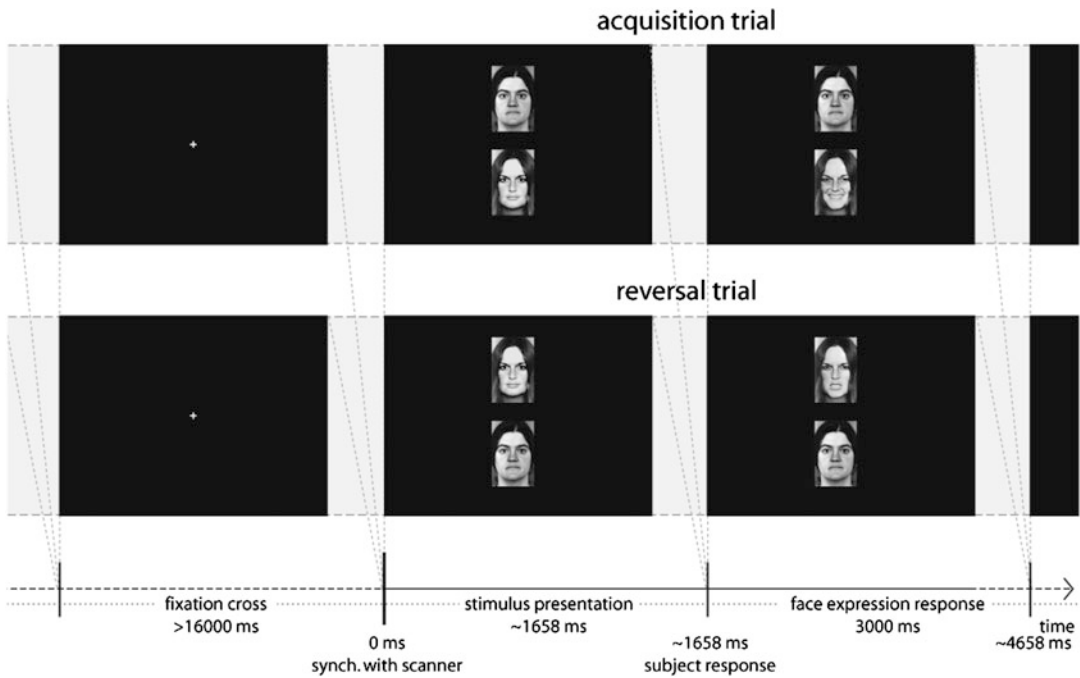 acquisition trial
reversal trial
fixation cross stimulus presentation face expression response
>16000 ms ~1658 ms 3000 ms time
0 ms ~1658 ms ~4658 ms
synch. with scanner subject response